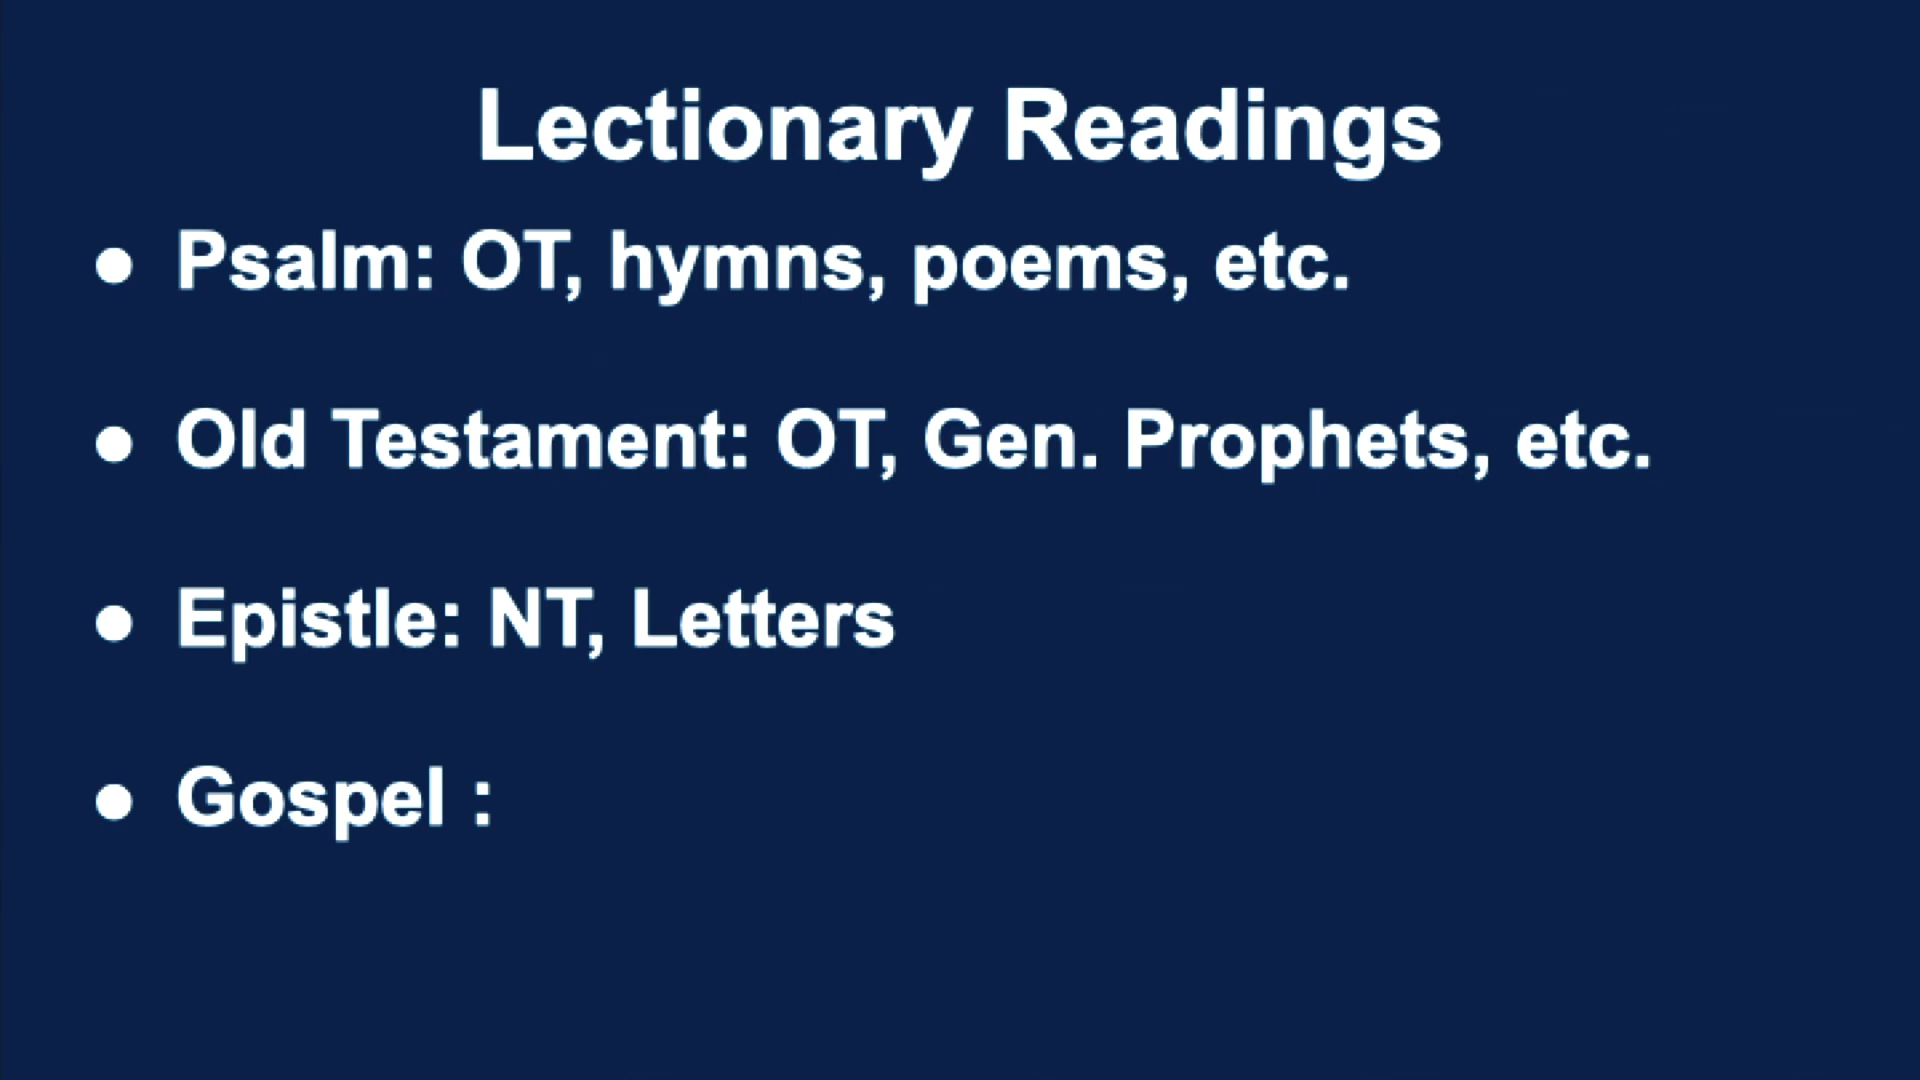 Lectionary Readings
● Psalm: OT, hymns, poems, etc.
● Old Testament: OT, Gen. Prophets, etc.
● Epistle: NT, Letters
● Gospel :